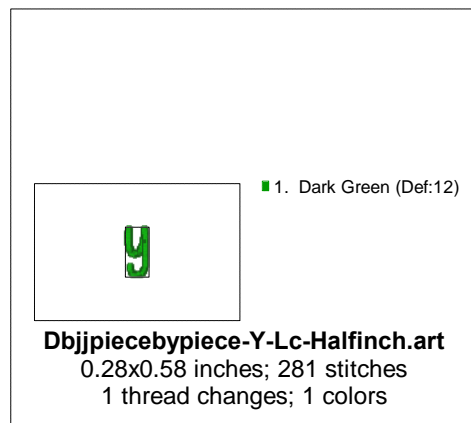 1. Dark Green (Def:12)
y
Dbjjpiecebypiece-Y-Lc-Halfinch.art
0.28x0.58 inches; 281 stitches
1 thread changes; 1 colors